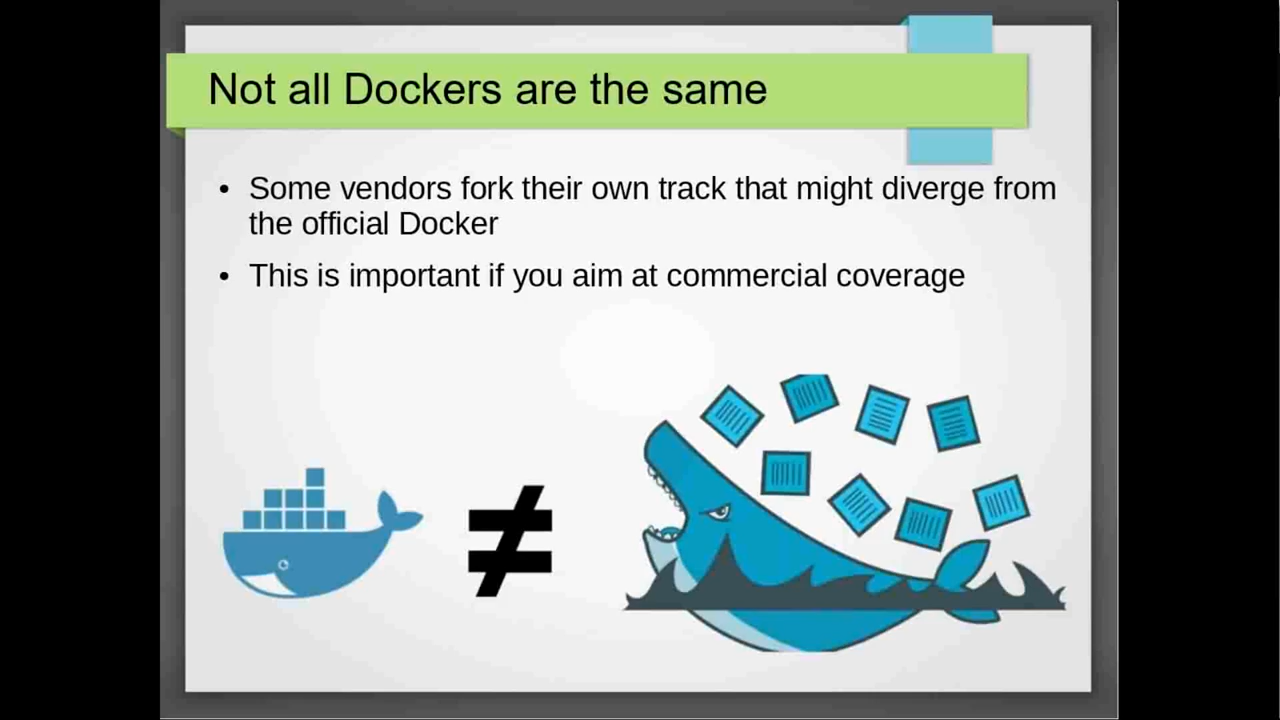 Not all Dockers are the same
• Some vendors fork their own track that might diverge from
the official Docker
• This is important if you aim at commercial coverage
≠